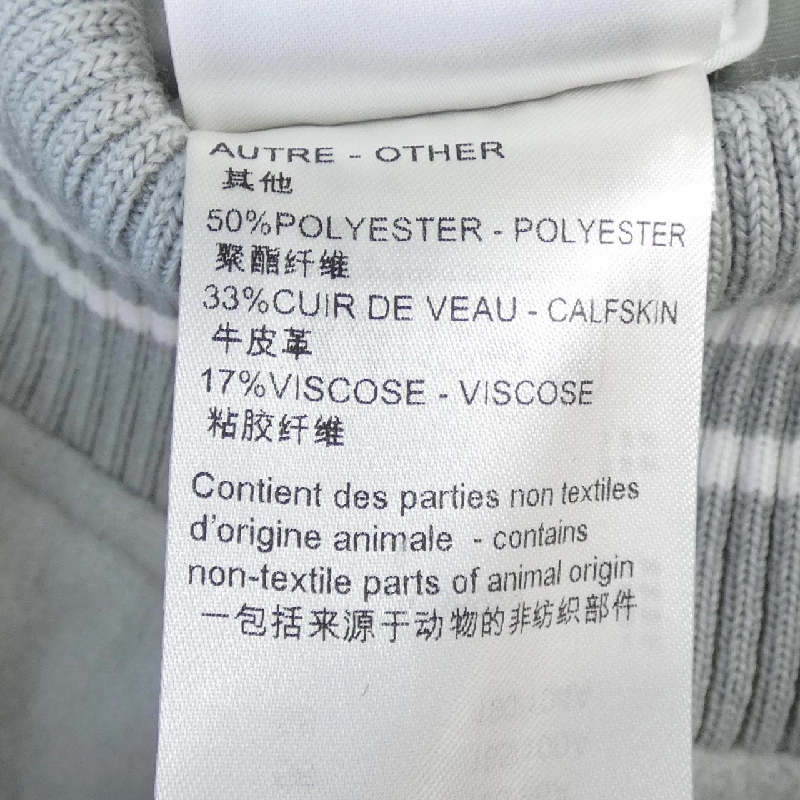 AUTRE - OTHER
其他
50%POLYESTER - POLYESTER
聚酯纤维
33%CUIR DE VEAU - CALFSKIN
牛皮革
17%VISCOSE - VISCOSE
粘胶纤维
Contient des parties non textiles
d'origine animale - contains
non-textile parts of animal origin
一包括来源于动物的非纺织部件